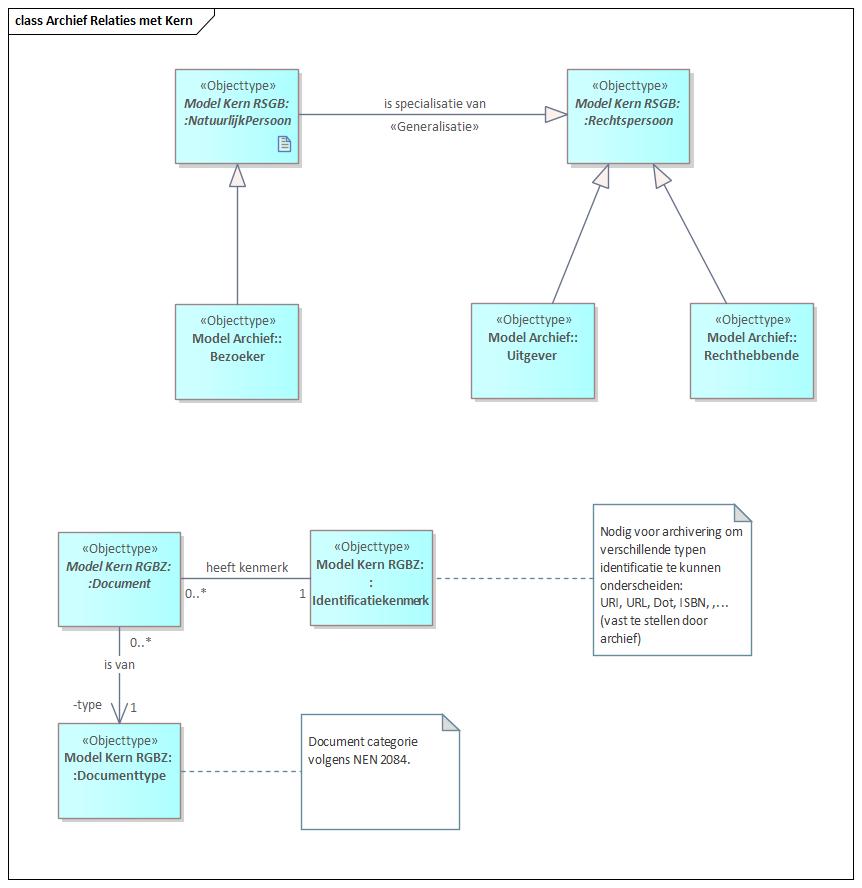 class Archief Relaties met Kern
«Objecttype»
Model Kern RSGB:
:NatuurlijkPersoon
is specialisatie van
«Generalisatie»
«Objecttype»
Model Kern RSGB:
:Rechtspersoon
«Objecttype»
Model Archief::
Bezoeker
«Objecttype»
Model Archief::
Uitgever
«Objecttype»
Model Archief::
Rechthebbende
«Objecttype»
Model Kern RGBZ:
:Document
heeft kenmerk
0..*
1
«Objecttype»
Model Kern RGBZ:
:
Identificatiekenmerk
Nodig voor archivering om
verschillende typen
identificatie te kunnen
onderscheiden:
URI, URL, Dot, ISBN, ,...
(vast te stellen door
archief)
0..*
is van
-type
1
«Objecttype»
Model Kern RGBZ:
:Documenttype
Document categorie
volgens NEN 2084.